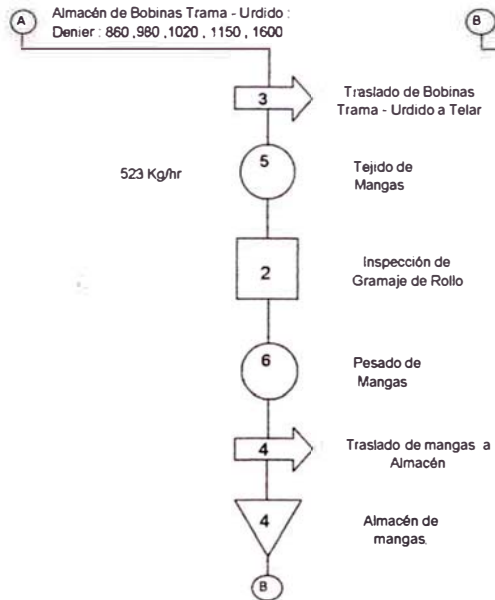 A
Almacén de Bobinas Trama - Urdido :
Denier : 860 ,980 ,1020 , 1150 , 1600
B
3
Traslado de Bobinas
Trama - Urdido a Telar
523 Kg/hr
5
Tejido de
Mangas
2
Inspección de
Gramaje de Rollo
6
Pesado de
Mangas
4
Traslado de mangas a
Almacén
4
Almacén de
mangas.
B